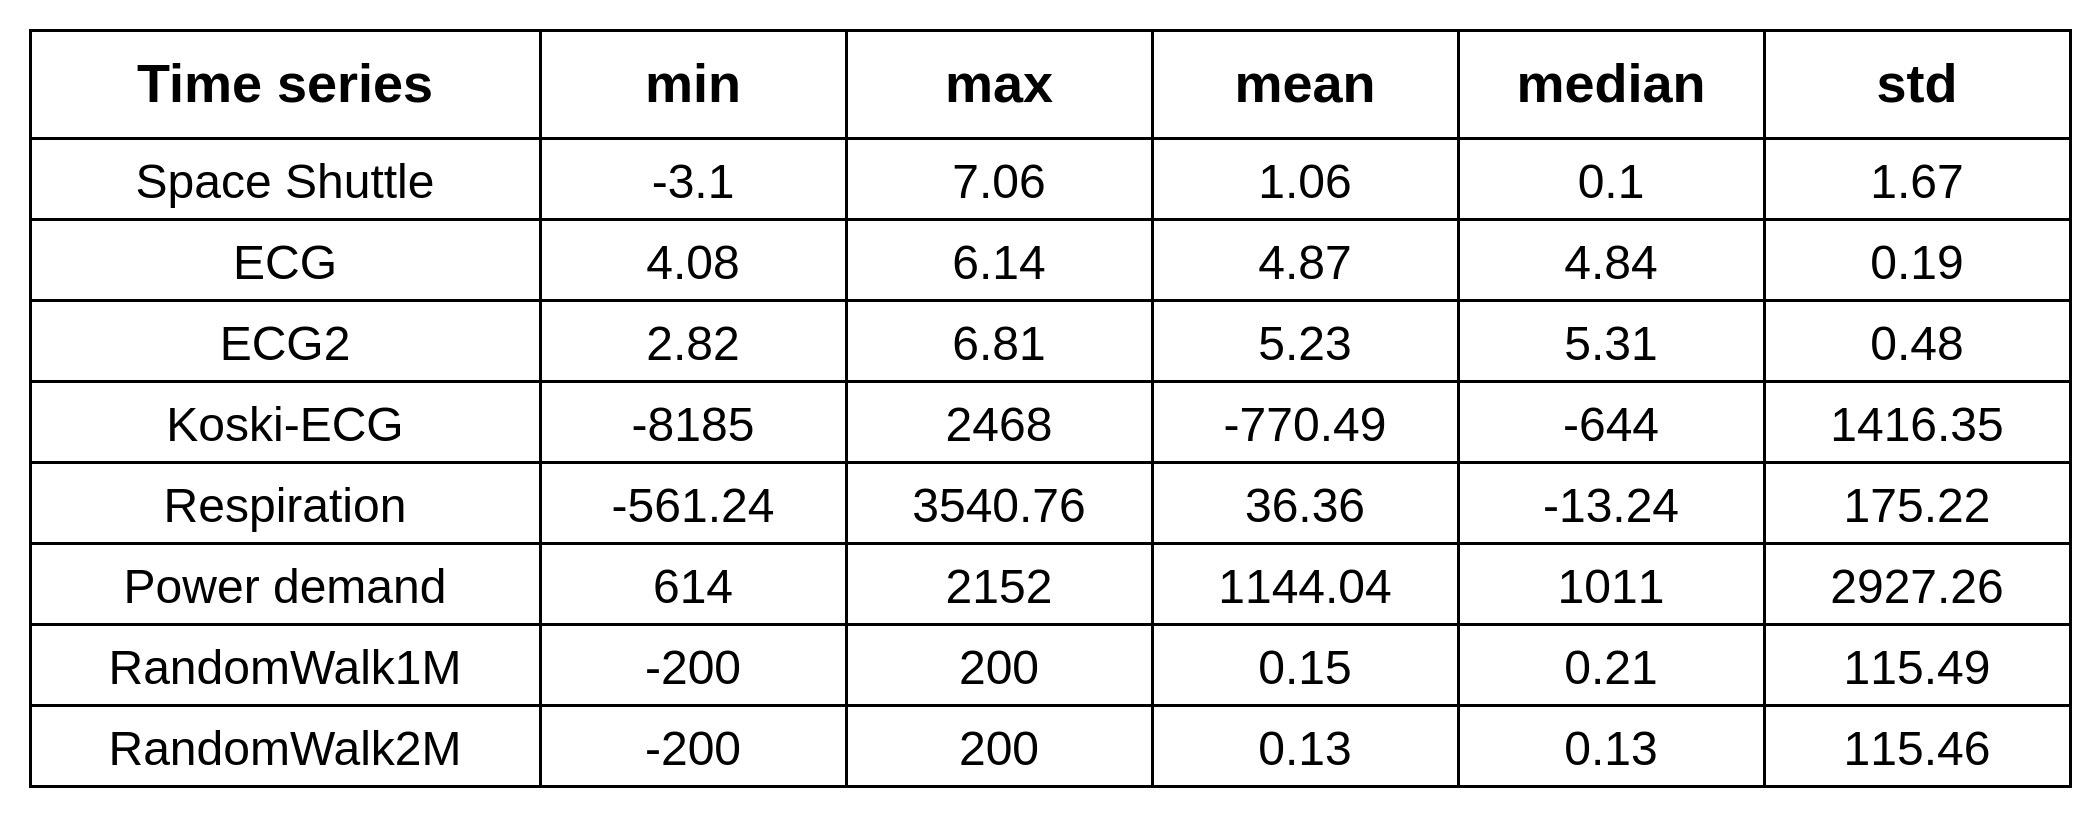 Time series min max mean median std
Space Shuttle -3.1 7.06 1.06 0.1 1.67
ECG 4.08 6.14 4.87 4.84 0.19
ECG2 2.82 6.81 5.23 5.31 0.48
Koski-ECG -8185 2468 -770.49 -644 1416.35
Respiration -561.24 3540.76 36.36 -13.24 175.22
Power demand 614 2152 1144.04 1011 2927.26
RandomWalk1M -200 200 0.15 0.21 115.49
RandomWalk2M -200 200 0.13 0.13 115.46